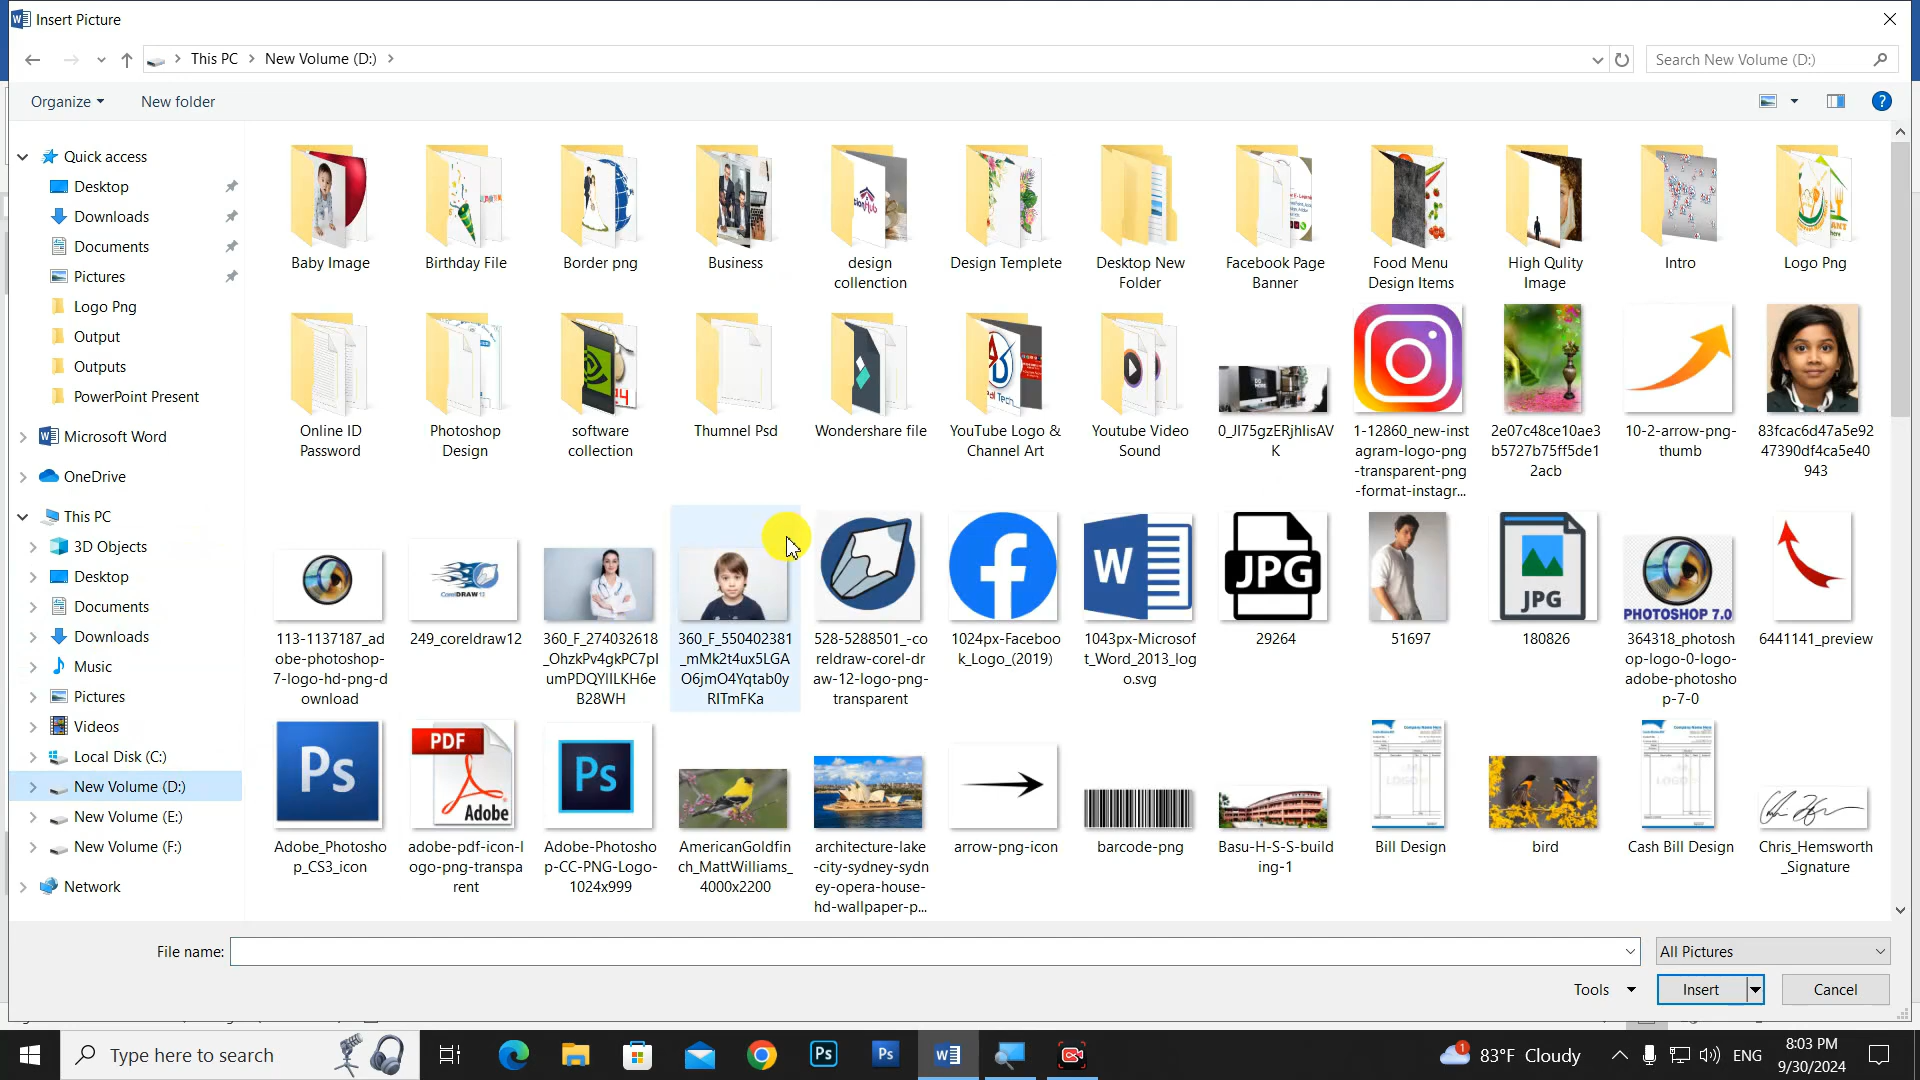 Insert Picture
This PC > New Volume (D:) >
Search New Volume (D:)
Organize
New folder
Quick access
Desktop
Downloads
Documents
Pictures
Logo Png
Output
Outputs
PowerPoint Present
Microsoft Word
OneDrive
This PC
3D Objects
Desktop
Documents
Downloads
Music
Pictures
Videos
Local Disk (C:)
New Volume (D:)
New Volume (E:)
New Volume (F:)
Network
Baby Image
Birthday File
Border png
Business
design
collenction
Design Templete
Desktop New
Folder
Facebook Page
Banner
Food Menu
Design Items
High Qulity
Image
Intro
Logo Png
Online ID
Password
Photoshop
Design
software
collection
Thumnel Psd
Wondershare file
YouTube Logo &
Channel Art
Youtube Video
Sound
0_JI75gzERjhlisAV
K
1-12860_new-inst
agram-logo-png
-transparent-png
-format-instagr...
2e07c48ce10ae3
b5727b75ff5de1
2acb
10-2-arrow-png-
thumb
83fcac6d47a5e92
47390df4ca5e40
943
113-1137187_ad
obe-photoshop-
7-logo-hd-png-d
ownload
CorelDRAW 12
249_coreldraw12
360_F_274032618
_OhzkPv4gkPC7pl
umPDQYIILKH6e
B28WH
360_F_550402381
_mMk2t4ux5LGA
O6jmO4Yqtab0y
RITmFKa
528-5288501_-co
reldraw-corel-dr
aw-12-logo-png-
transparent
1024px-Faceboo
k_Logo_(2019)
W
1043px-Microsof
t_Word_2013_log
o.svg
JPG
29264
51697
JPG
180826
PHOTOSHOP 7.0
364318_photosh
op-logo-0-logo-
adobe-photosho
p-7-0
6441141_preview
Ps
Adobe_Photosho
p_CS3_icon
PDF
Adobe
adobe-pdf-icon-l
ogo-png-transpa
rent
Ps
Adobe-Photosho
p-CC-PNG-Logo-
1024x999
AmericanGoldfin
ch_MattWilliams_
4000x2200
architecture-lake
-city-sydney-sydn
ey-opera-house-
hd-wallpaper-p...
arrow-png-icon
barcode-png
Basu-H-S-S-build
ing-1
Bill Design
bird
Cash Bill Design
Chris_Hemsworth
_Signature
File name:
All Pictures
Tools
Insert
Cancel
Type here to search
83°F Cloudy
ENG
8:03 PM
9/30/2024